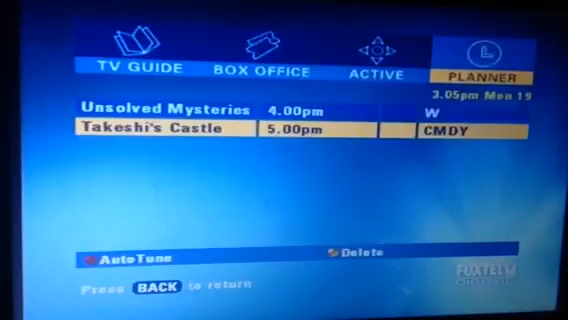 TV GUIDE BOX OFFICE ACTIVE PLANNER
3.05pm Mon 19
Unsolved Mysteries 4.00pm W
Takeshi's Castle 5.00pm CMDY
AutoTune Delete
Press BACK to return
FOXTEL
DIGITAL